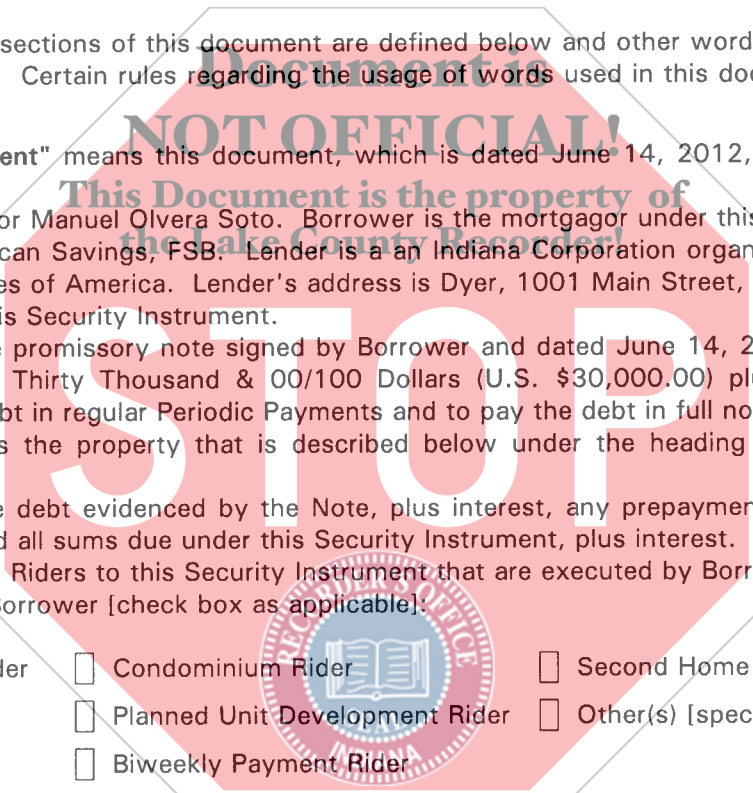 sections of this document are defined below and other word
Certain rules regarding the usage of words used in this doc
Document is
NOT OFFICIAL!
ent" means this document, which is dated June 14, 2012,
This Document is the property of
or Manuel Olvera Soto. Borrower is the mortgagor under this
the Lake County Recorder!
can Savings, FSB. Lender is a an Indiana Corporation organ
es of America. Lender's address is Dyer, 1001 Main Street,
is Security Instrument.
e promissory note signed by Borrower and dated June 14, 2
Thirty Thousand & 00/100 Dollars (U.S. $30,000.00) pl
bt in regular Periodic Payments and to pay the debt in full no
s the property that is described below under the heading
STOP
e debt evidenced by the Note, plus interest, any prepaymen
d all sums due under this Security Instrument, plus interest.
Riders to this Security Instrument that are executed by Borr
Borrower [check box as applicable]:
RECORDER'S OFFICE
der Condominium Rider Second Home
Planned Unit Development Rider Other(s) [spec
SEAL
Biweekly Payment Rider
INDIANA